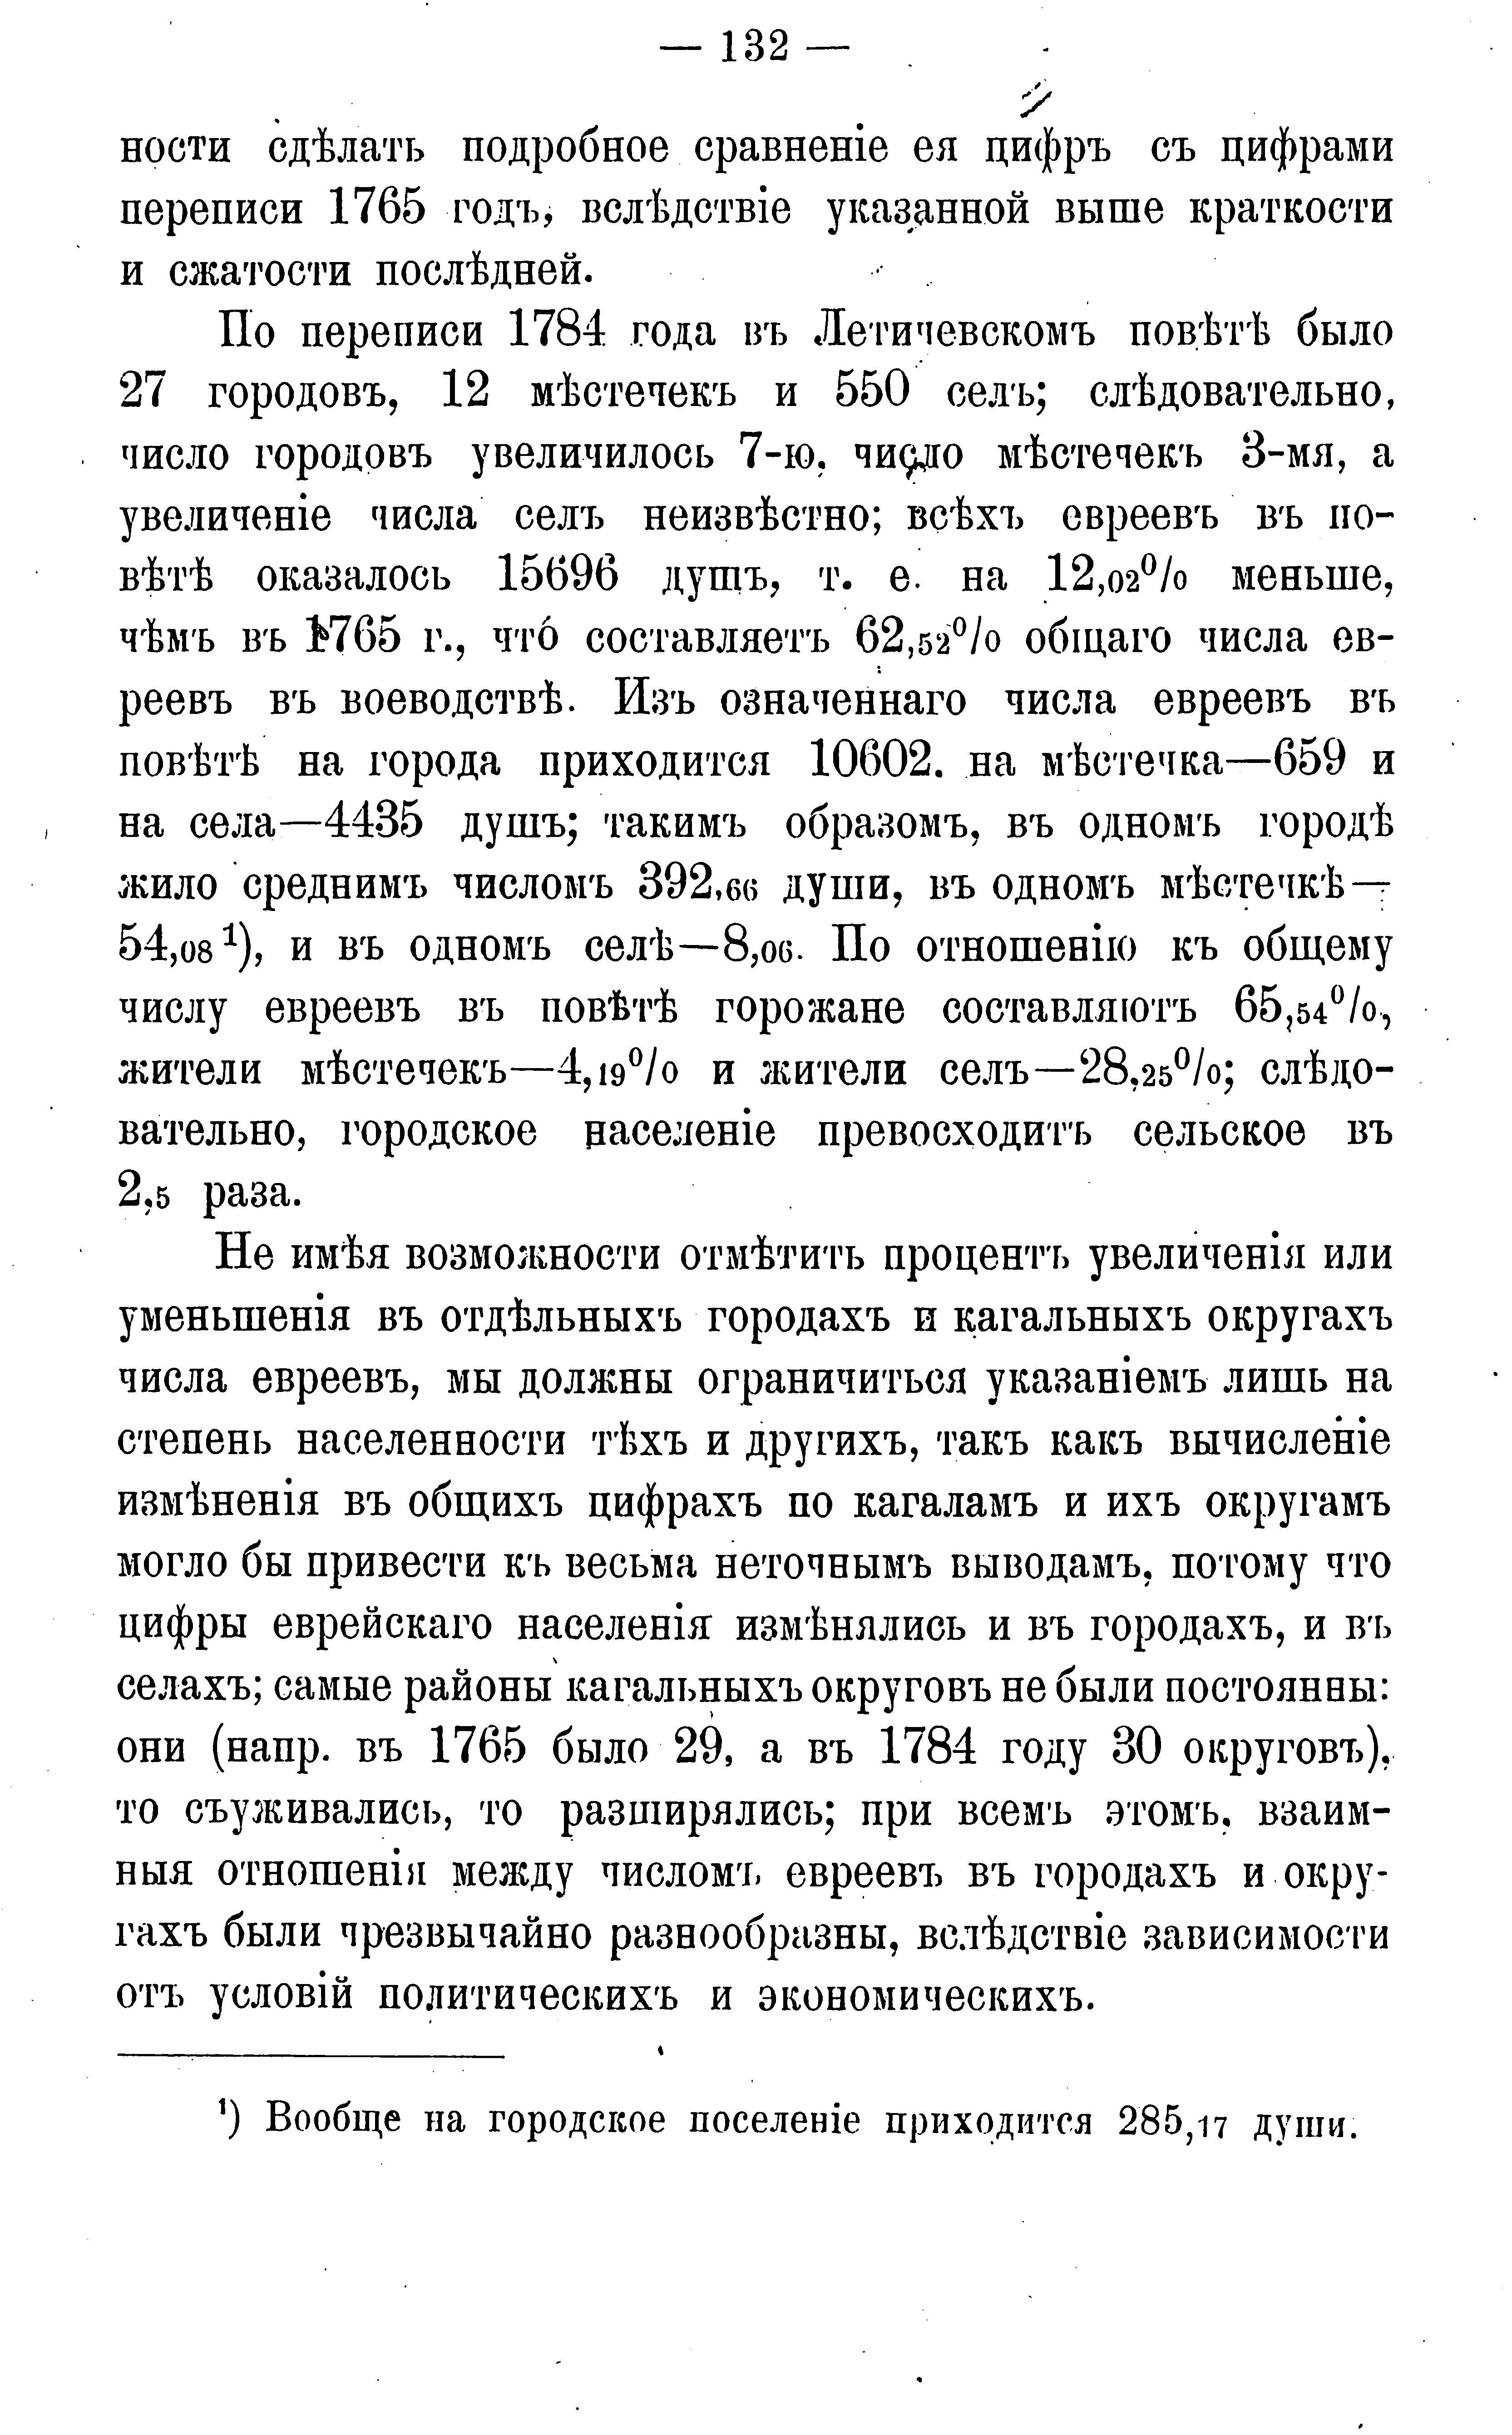 — 132 —
ности сдѣлать подробное сравненіе ея цифръ съ цифрами
переписи 1765 годъ, вслѣдствіе указанной выше краткости
и сжатости послѣдней.
По переписи 1784 года въ Летичевскомъ повѣтѣ было
27 городовъ, 12 мѣстечекъ и 550 селъ; слѣдовательно,
число городовъ увеличилось 7-ю, число мѣстечекъ 3-мя, а
увеличеніе числа селъ неизвѣстно; всѣхъ евреевъ въ по-
вѣтѣ оказалось 15696 душъ, т. е. на 12,02% меньше,
чѣмъ въ 1765 г., что́ составляетъ 62,52% общаго числа ев-
реевъ въ воеводствѣ. Изъ означеннаго числа евреевъ въ
повѣтѣ на города приходится 10602. на мѣстечка—659 и
на села—4435 душъ; такимъ образомъ, въ одномъ городѣ
жило среднимъ числомъ 392,66 души, въ одномъ мѣстечкѣ—
54,08 ¹), и въ одномъ селѣ—8,06. По отношенію къ общему
числу евреевъ въ повѣтѣ горожане составляютъ 65,54%,
жители мѣстечекъ—4,19% и жители селъ—28,25%; слѣдо-
вательно, городское населеніе превосходитъ сельское въ
2,5 раза.
Не имѣя возможности отмѣтить процентъ увеличенія или
уменьшенія въ отдѣльныхъ городахъ и кагальныхъ округахъ
числа евреевъ, мы должны ограничиться указаніемъ лишь на
степень населенности тѣхъ и другихъ, такъ какъ вычисленіе
измѣненія въ общихъ цифрахъ по кагаламъ и ихъ округамъ
могло бы привести къ весьма неточнымъ выводамъ, потому что
цифры еврейскаго населенія измѣнялись и въ городахъ, и въ
селахъ; самые районы кагальныхъ округовъ не были постоянны:
они (напр. въ 1765 было 29, а въ 1784 году 30 округовъ),
то съуживались, то разширялись; при всемъ этомъ, взаим-
ныя отношенія между числомъ евреевъ въ городахъ и окру-
гахъ были чрезвычайно разнообразны, вслѣдствіе зависимости
отъ условій политическихъ и экономическихъ.
¹) Вообще на городское поселеніе приходится 285,17 души.